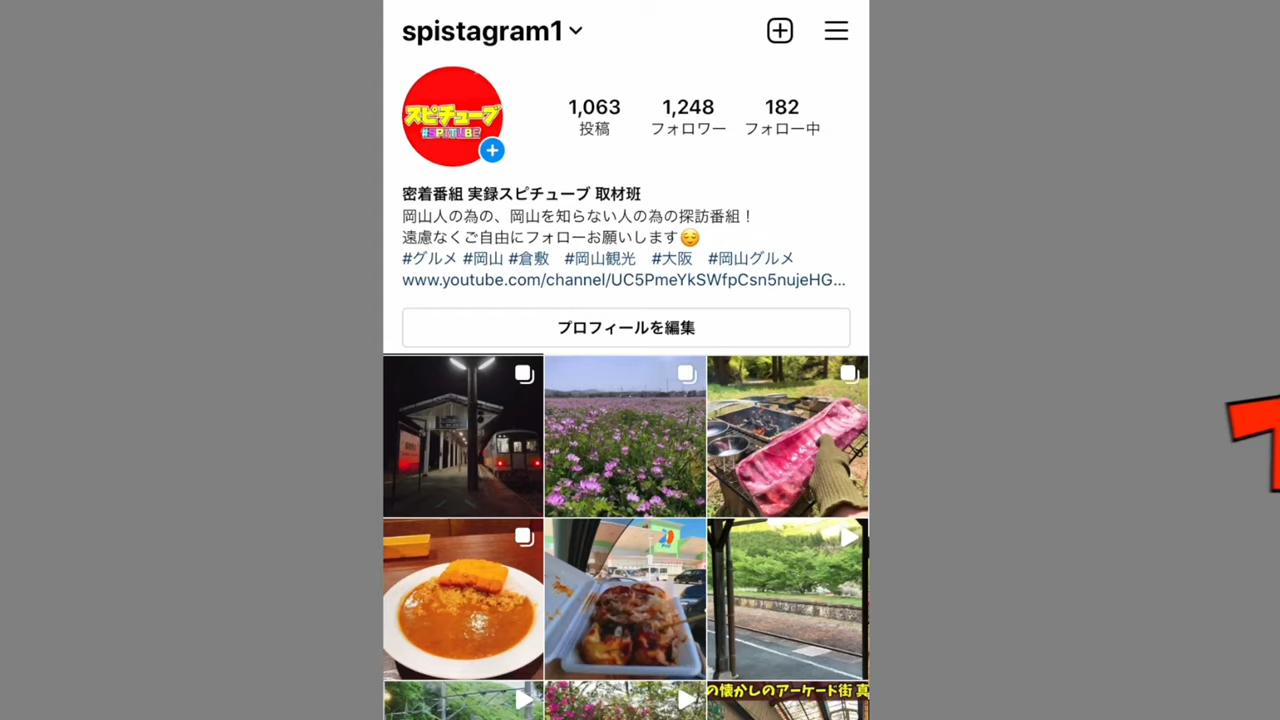 spistagram1
スピチューブ
#SPITUBE
1,063
投稿
1,248
フォロワー
182
フォロー中
密着番組 実録スピチューブ 取材班
岡山人の為の、岡山を知らない人の為の探訪番組！
遠慮なくご自由にフォローお願いします😌
#グルメ #岡山 #倉敷　#岡山観光　#大阪　#岡山グルメ
www.youtube.com/channel/UC5PmeYkSWfpCsn5nujeHG...
プロフィールを編集
の懐かしのアーケード街 真